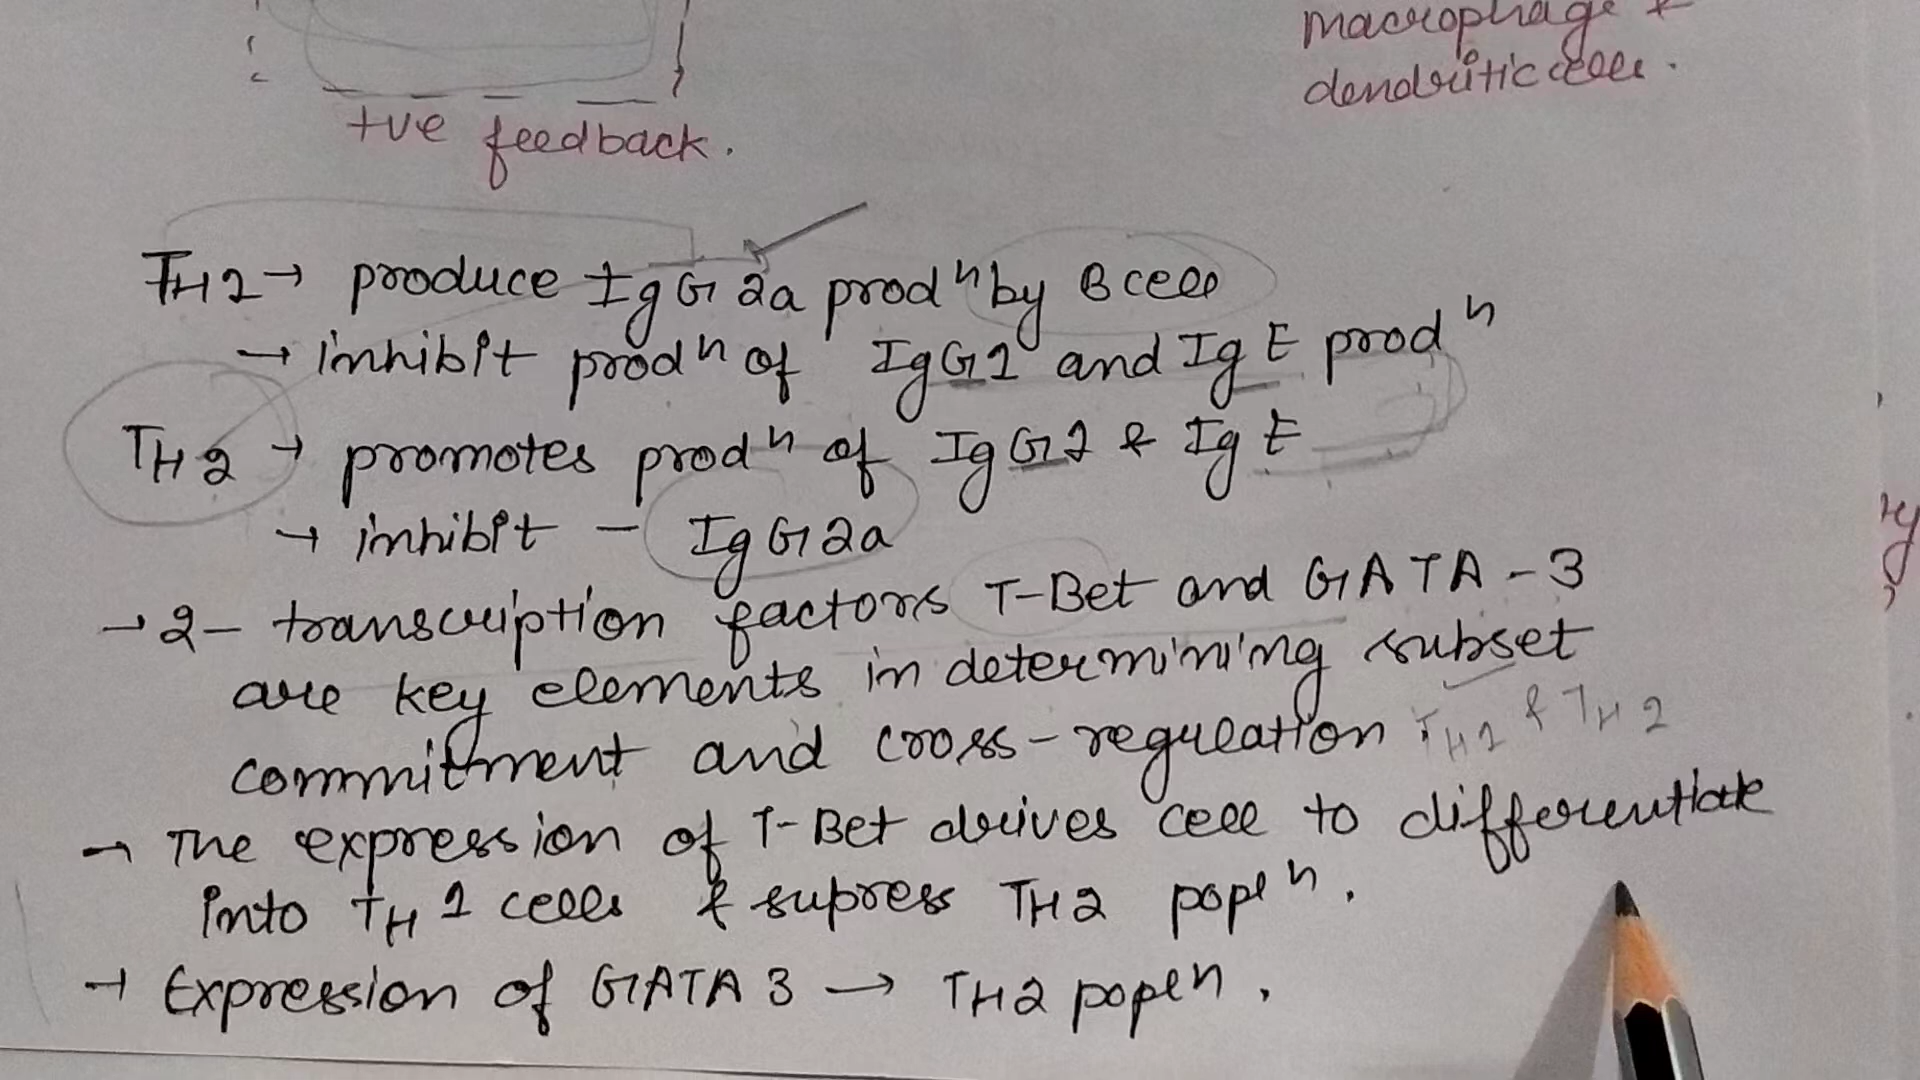 macrophage &
dendritic cells.
+ve feedback.
TH1 → produce IgG2a prodⁿ by B cell
→ inhibit prodⁿ of IgG1 and IgE prodⁿ
TH2 → promotes prodⁿ of IgG1 & IgE
→ inhibit - IgG2a
→ 2- transcription factors T-Bet and GATA-3
are key elements in determining subset
commitment and cross-regulation. TH1 & TH2
→ The expression of T-Bet drives cell to differentiate
into TH1 cells & supress TH2 poplⁿ.
→ Expression of GATA 3 → TH2 poplⁿ.